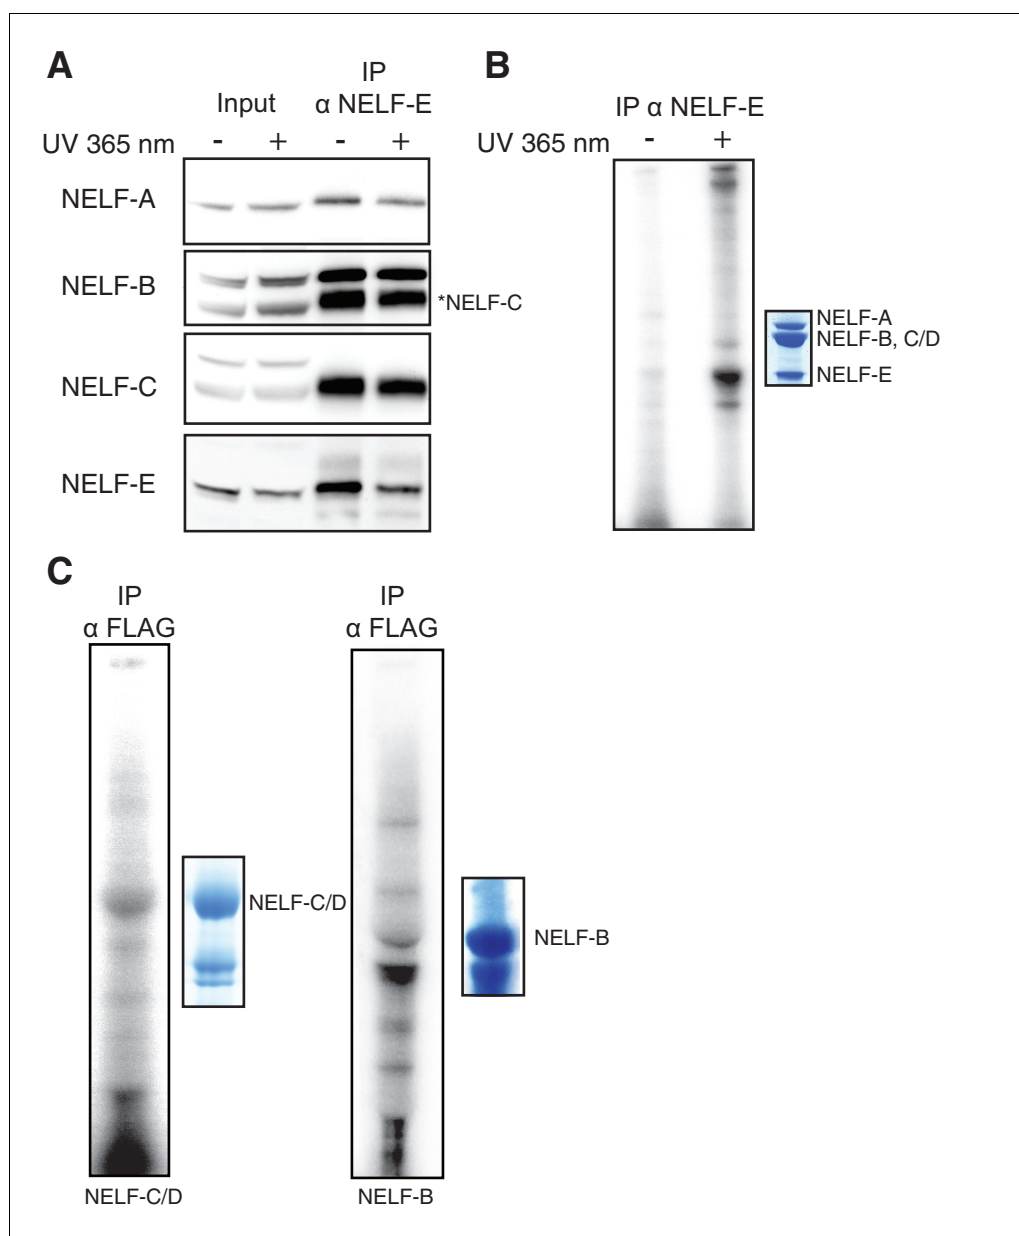 A
IP
Input
α NELF-E
UV 365 nm - + - +
NELF-A
NELF-B
*NELF-C
NELF-C
NELF-E
B
IP α NELF-E
UV 365 nm - +
NELF-A
NELF-B, C/D
NELF-E
C
IP
α FLAG
NELF-C/D
NELF-C/D
IP
α FLAG
NELF-B
NELF-B